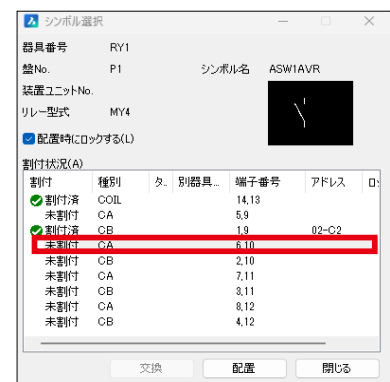 シンボル選択
器具番号 RY1
盤No. P1 シンボル名 ASW1AVR
装置ユニットNo.
リレー型式 MY4
配置時にロックする(L)
割付状況(A)
割付 種別 タ.. 別器具... 端子番号 アドレス ロ
割付済 COIL 14,13
未割付 CA 5,9
割付済 CB 1,9 02-C2
未割付 CA 6,10
未割付 CB 2,10
未割付 CA 7,11
未割付 CB 3,11
未割付 CA 8,12
未割付 CB 4,12
交換 配置 閉じる